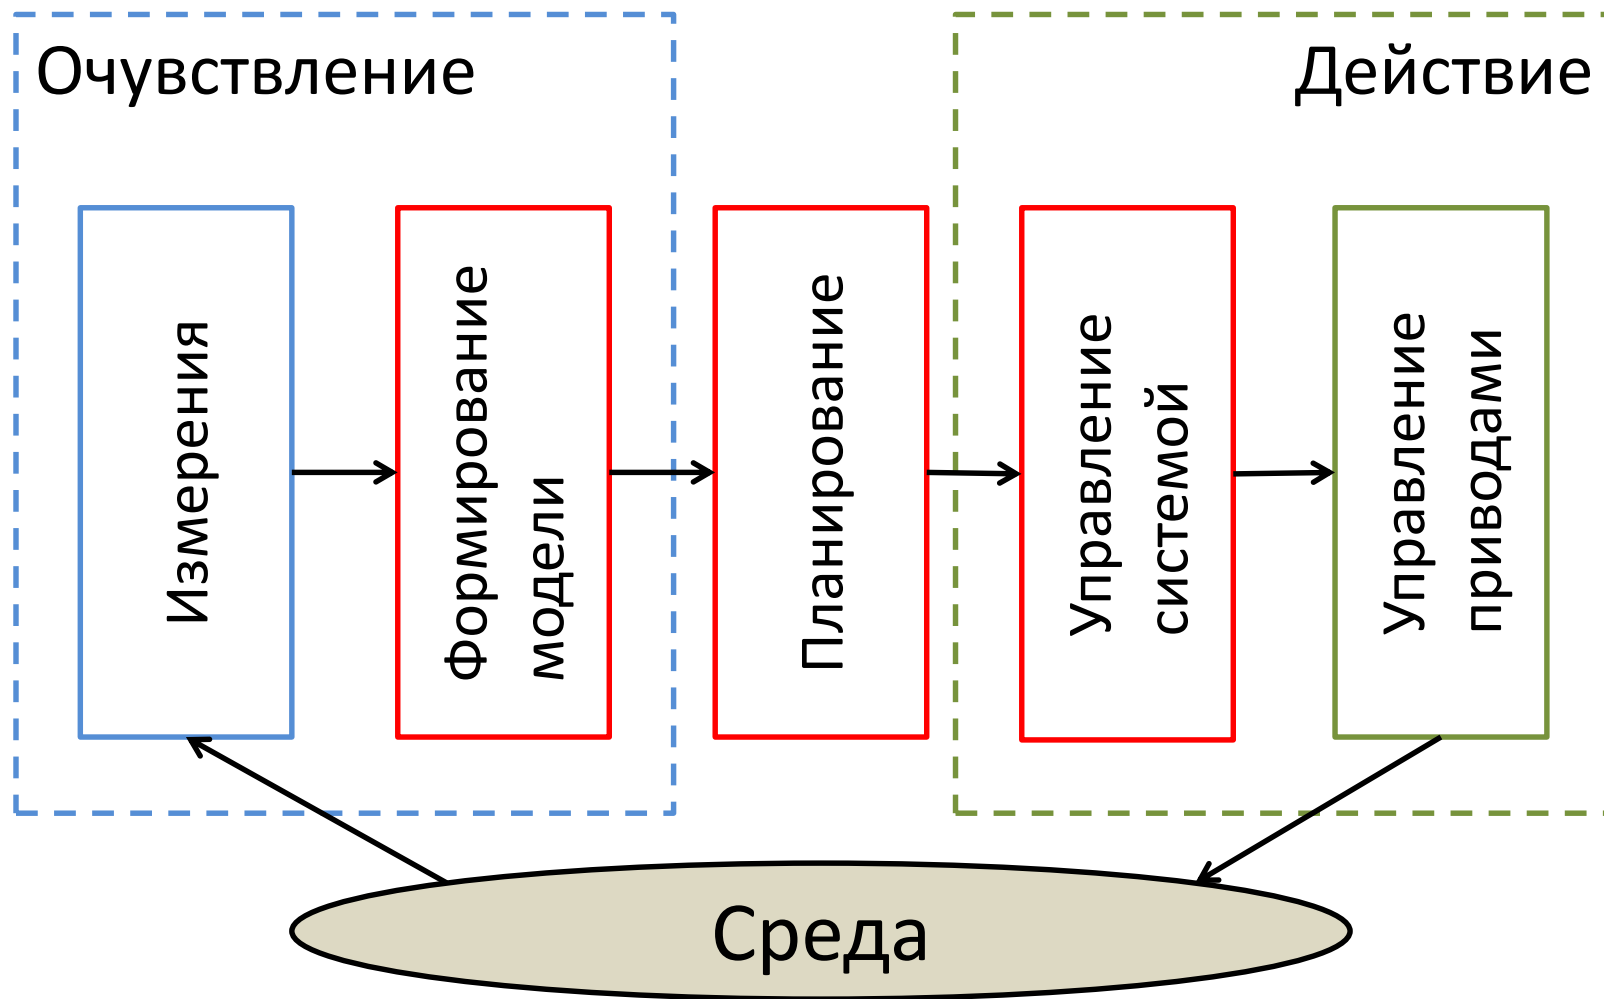 Очувствление
Действие
Измерения
Формирование
модели
Планирование
Управление
системой
Управление
приводами
Среда